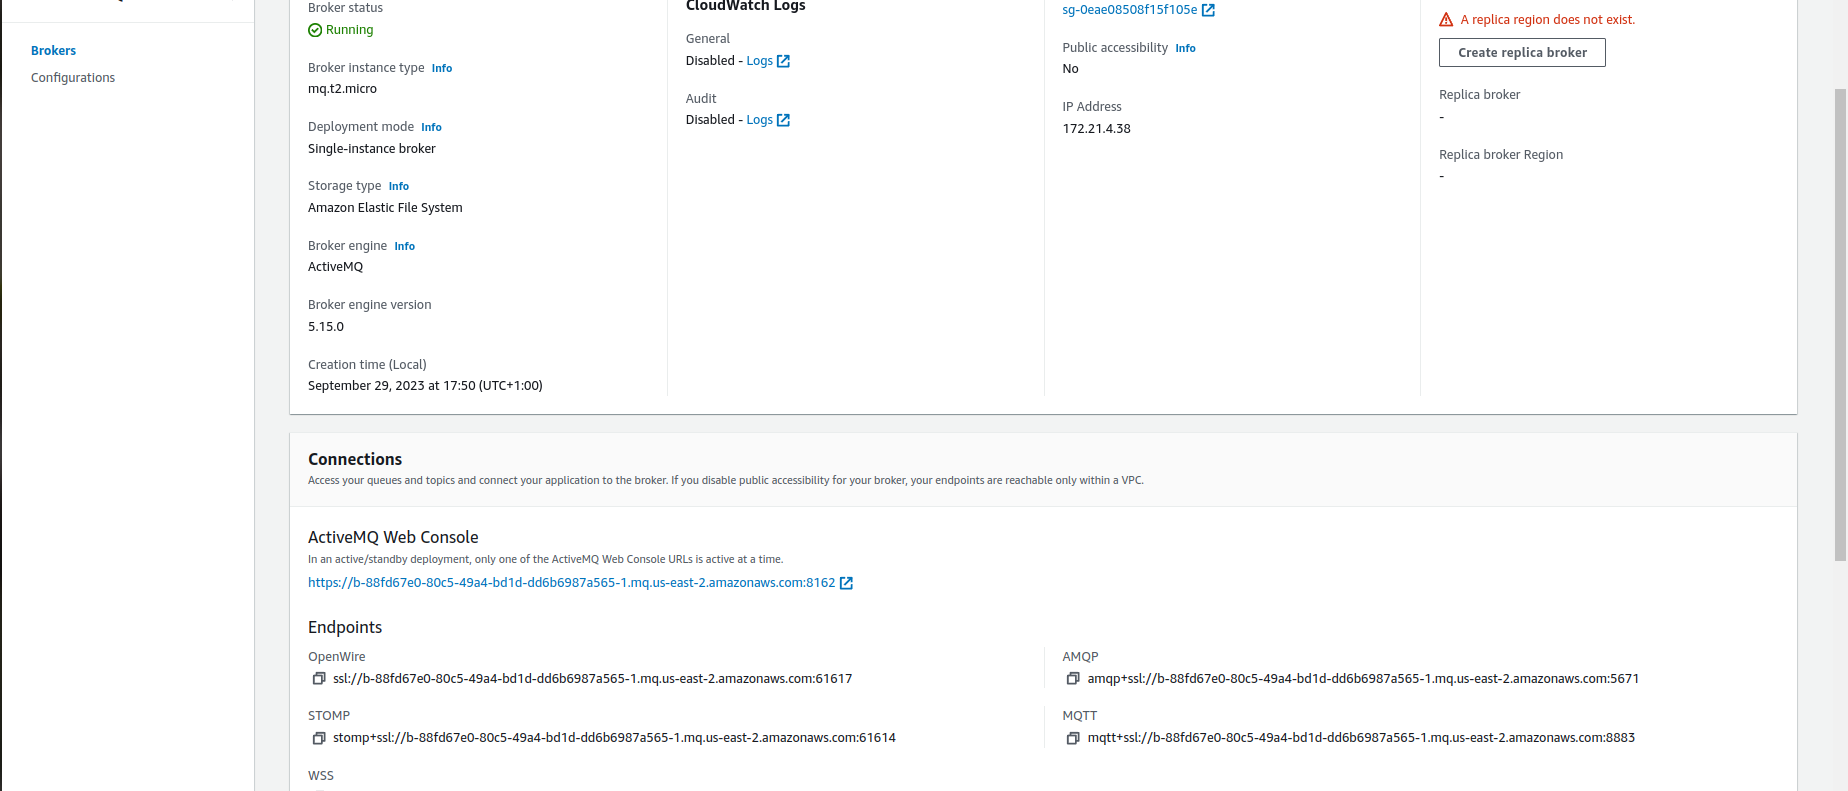 Brokers
Configurations
Broker status
Running
Broker instance type Info
mq.t2.micro
Deployment mode Info
Single-instance broker
Storage type Info
Amazon Elastic File System
Broker engine Info
ActiveMQ
Broker engine version
5.15.0
Creation time (Local)
September 29, 2023 at 17:50 (UTC+1:00)
CloudWatch Logs
General
Disabled - Logs
Audit
Disabled - Logs
sg-0eae08508f15f105e
Public accessibility Info
No
IP Address
172.21.4.38
A replica region does not exist.
Create replica broker
Replica broker
-
Replica broker Region
-
Connections
Access your queues and topics and connect your application to the broker. If you disable public accessibility for your broker, your endpoints are reachable only within a VPC.
ActiveMQ Web Console
In an active/standby deployment, only one of the ActiveMQ Web Console URLs is active at a time.
https://b-88fd67e0-80c5-49a4-bd1d-dd6b6987a565-1.mq.us-east-2.amazonaws.com:8162
Endpoints
OpenWire
ssl://b-88fd67e0-80c5-49a4-bd1d-dd6b6987a565-1.mq.us-east-2.amazonaws.com:61617
AMQP
amqp+ssl://b-88fd67e0-80c5-49a4-bd1d-dd6b6987a565-1.mq.us-east-2.amazonaws.com:5671
STOMP
stomp+ssl://b-88fd67e0-80c5-49a4-bd1d-dd6b6987a565-1.mq.us-east-2.amazonaws.com:61614
MQTT
mqtt+ssl://b-88fd67e0-80c5-49a4-bd1d-dd6b6987a565-1.mq.us-east-2.amazonaws.com:8883
WSS